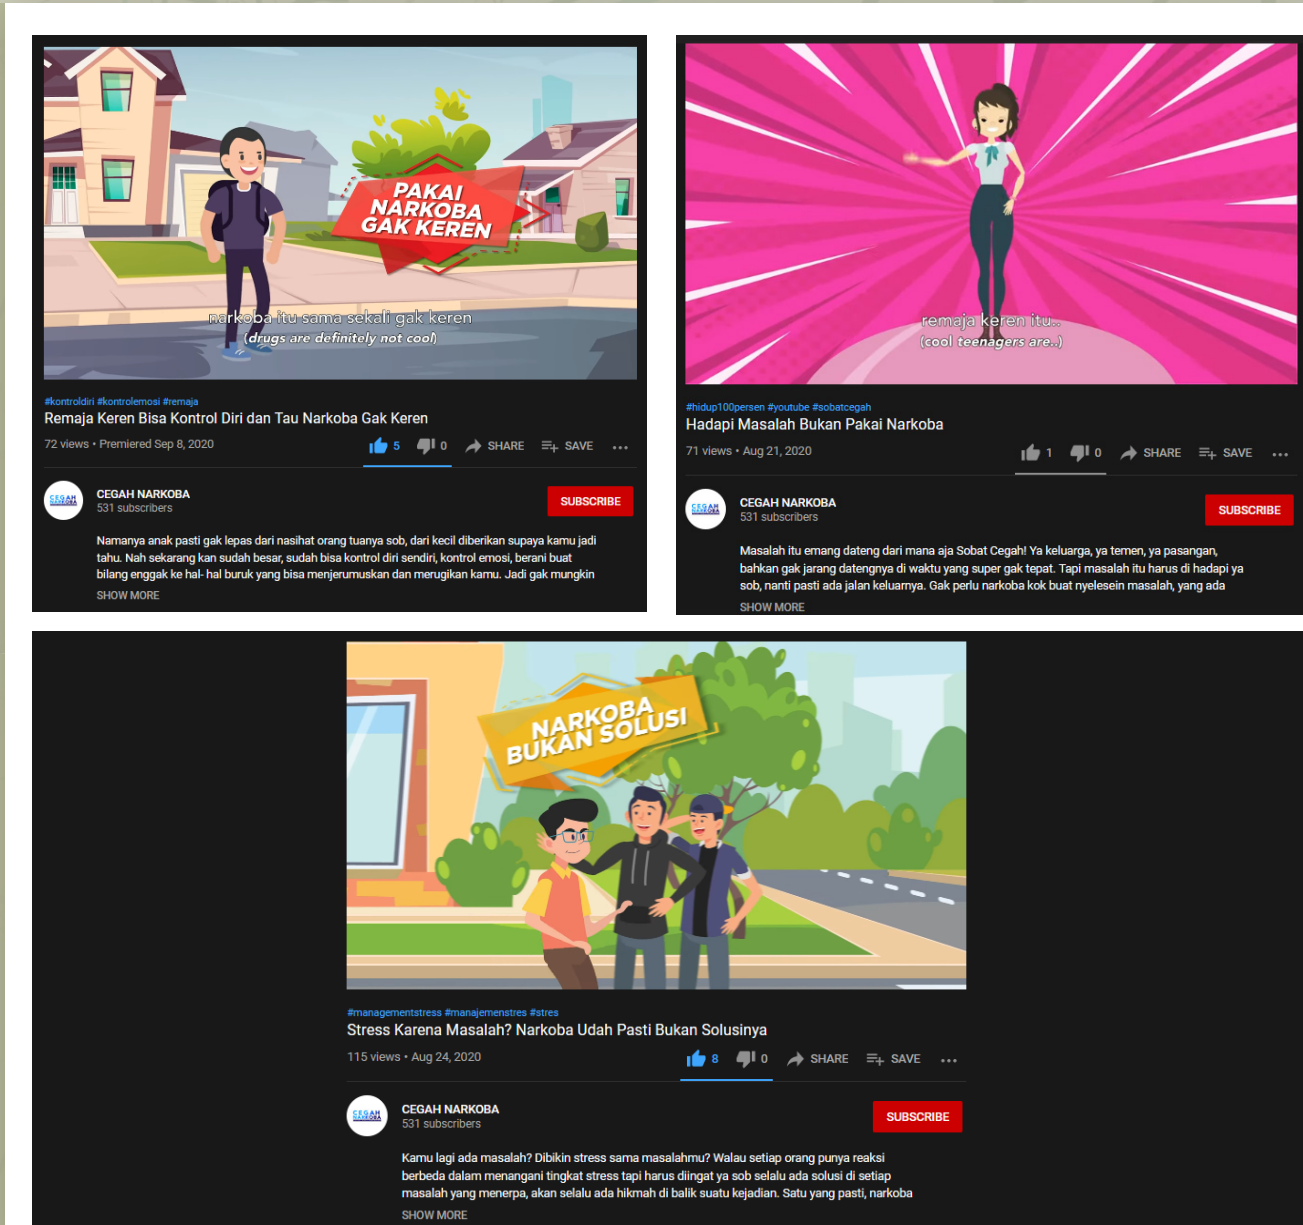 PAKAI
NARKOBA
GAK KEREN
narkoba itu sama sekali gak keren
(drugs are definitely not cool)
#kontroldiri #kontrolemosi #remaja
Remaja Keren Bisa Kontrol Diri dan Tau Narkoba Gak Keren
72 views • Premiered Sep 8, 2020
5 0 SHARE SAVE
CEGAH NARKOBA
CEGAH NARKOBA
531 subscribers
SUBSCRIBE
Namanya anak pasti gak lepas dari nasihat orang tuanya sob, dari kecil diberikan supaya kamu jadi
tahu. Nah sekarang kan sudah besar, sudah bisa kontrol diri sendiri, kontrol emosi, berani buat
bilang enggak ke hal- hal buruk yang bisa menjerumuskan dan merugikan kamu. Jadi gak mungkin
SHOW MORE
remaja keren itu..
(cool teenagers are..)
#hidup100persen #youtube #sobatcegah
Hadapi Masalah Bukan Pakai Narkoba
71 views • Aug 21, 2020
1 0 SHARE SAVE
CEGAH NARKOBA
CEGAH NARKOBA
531 subscribers
SUBSCRIBE
Masalah itu emang dateng dari mana aja Sobat Cegah! Ya keluarga, ya temen, ya pasangan,
bahkan gak jarang datengnya di waktu yang super gak tepat. Tapi masalah itu harus di hadapi ya
sob, nanti pasti ada jalan keluarnya. Gak perlu narkoba kok buat nyelesein masalah, yang ada
SHOW MORE
NARKOBA
BUKAN SOLUSI
#managementstress #manajemenstres #stres
Stress Karena Masalah? Narkoba Udah Pasti Bukan Solusinya
115 views • Aug 24, 2020
8 0 SHARE SAVE
CEGAH NARKOBA
CEGAH NARKOBA
531 subscribers
SUBSCRIBE
Kamu lagi ada masalah? Dibikin stress sama masalahmu? Walau setiap orang punya reaksi
berbeda dalam menangani tingkat stress tapi harus diingat ya sob selalu ada solusi di setiap
masalah yang menerpa, akan selalu ada hikmah di balik suatu kejadian. Satu yang pasti, narkoba
SHOW MORE